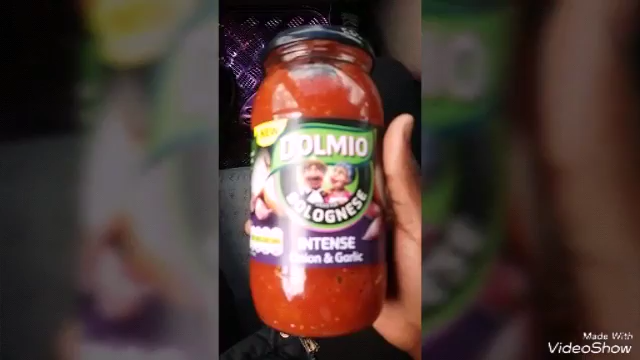 NEW
DOLMIO
BOLOGNESE
INTENSE
Onion & Garlic
Made With
VideoShow